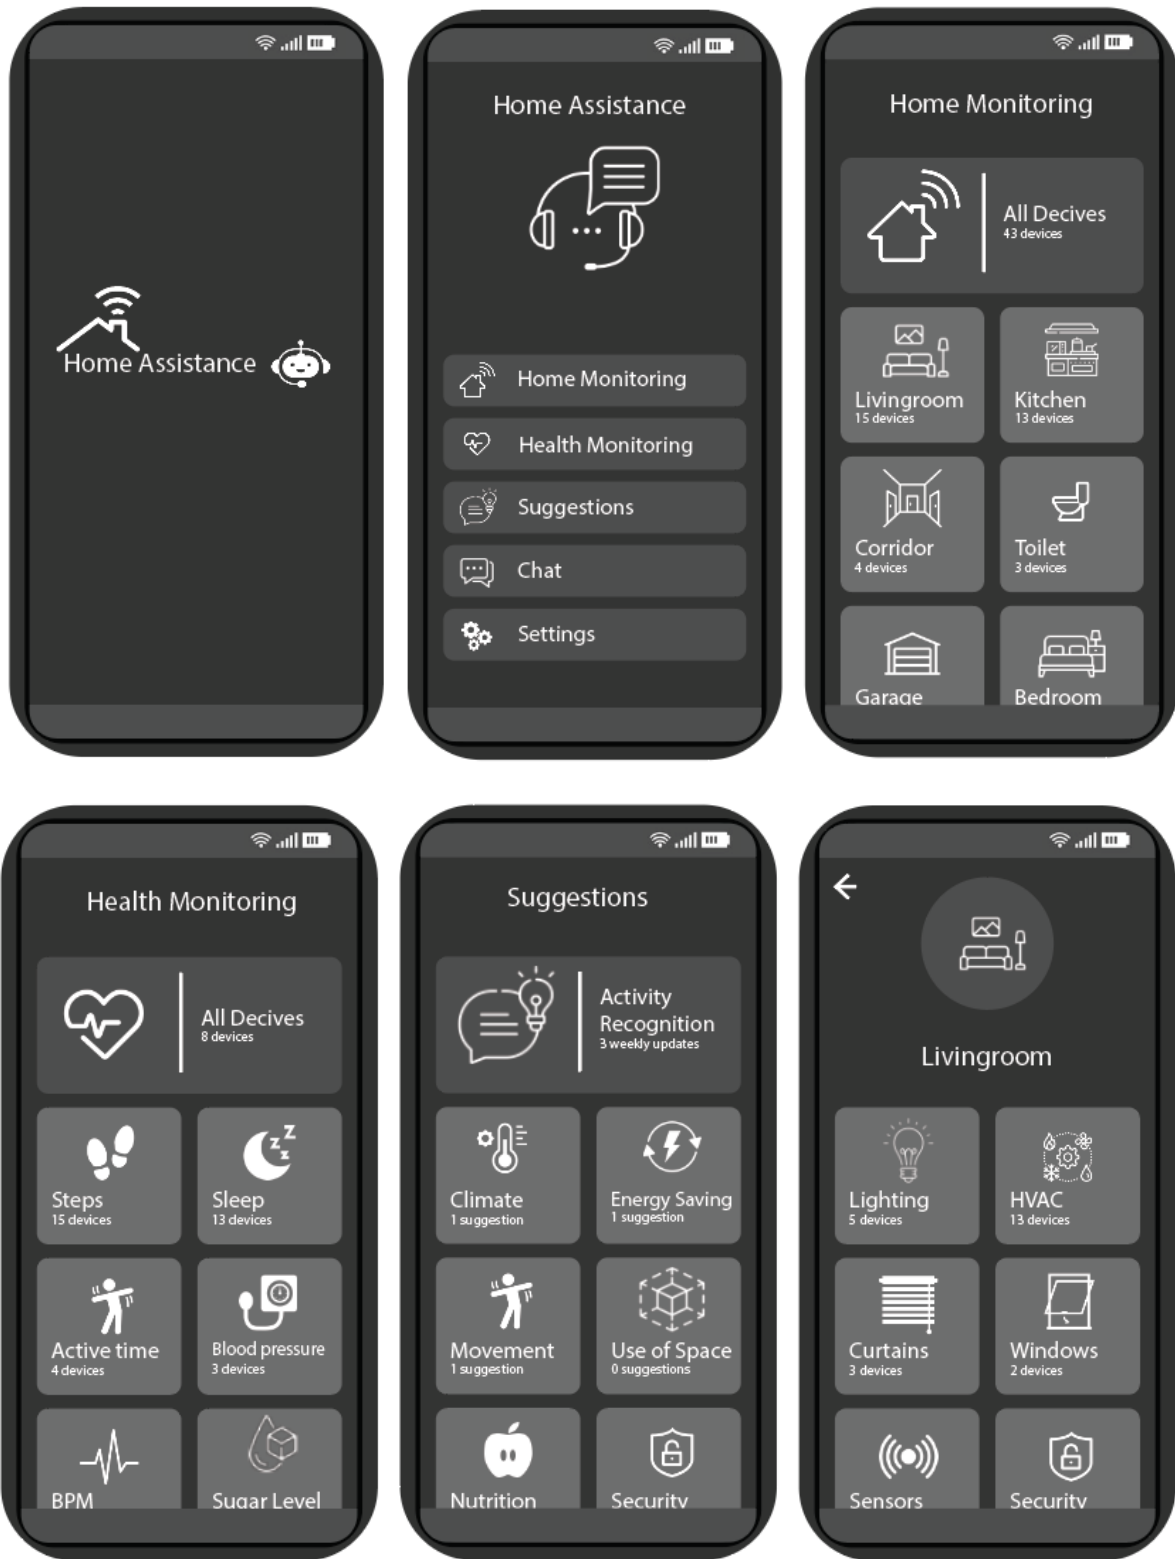 Home Assistance
Home Assistance
Home Monitoring
Health Monitoring
Suggestions
Chat
Settings
Home Monitoring
All Decives
43 devices
Livingroom
15 devices
Kitchen
13 devices
Corridor
4 devices
Toilet
3 devices
Garage
Bedroom
Health Monitoring
All Decives
8 devices
Steps
15 devices
Sleep
13 devices
Active time
4 devices
Blood pressure
3 devices
BPM
Sugar Level
Suggestions
Activity
Recognition
3 weekly updates
Climate
1 suggestion
Energy Saving
1 suggestion
Movement
1 suggestion
Use of Space
0 suggestions
Nutrition
Security
Livingroom
Lighting
5 devices
HVAC
13 devices
Curtains
3 devices
Windows
2 devices
Sensors
Security